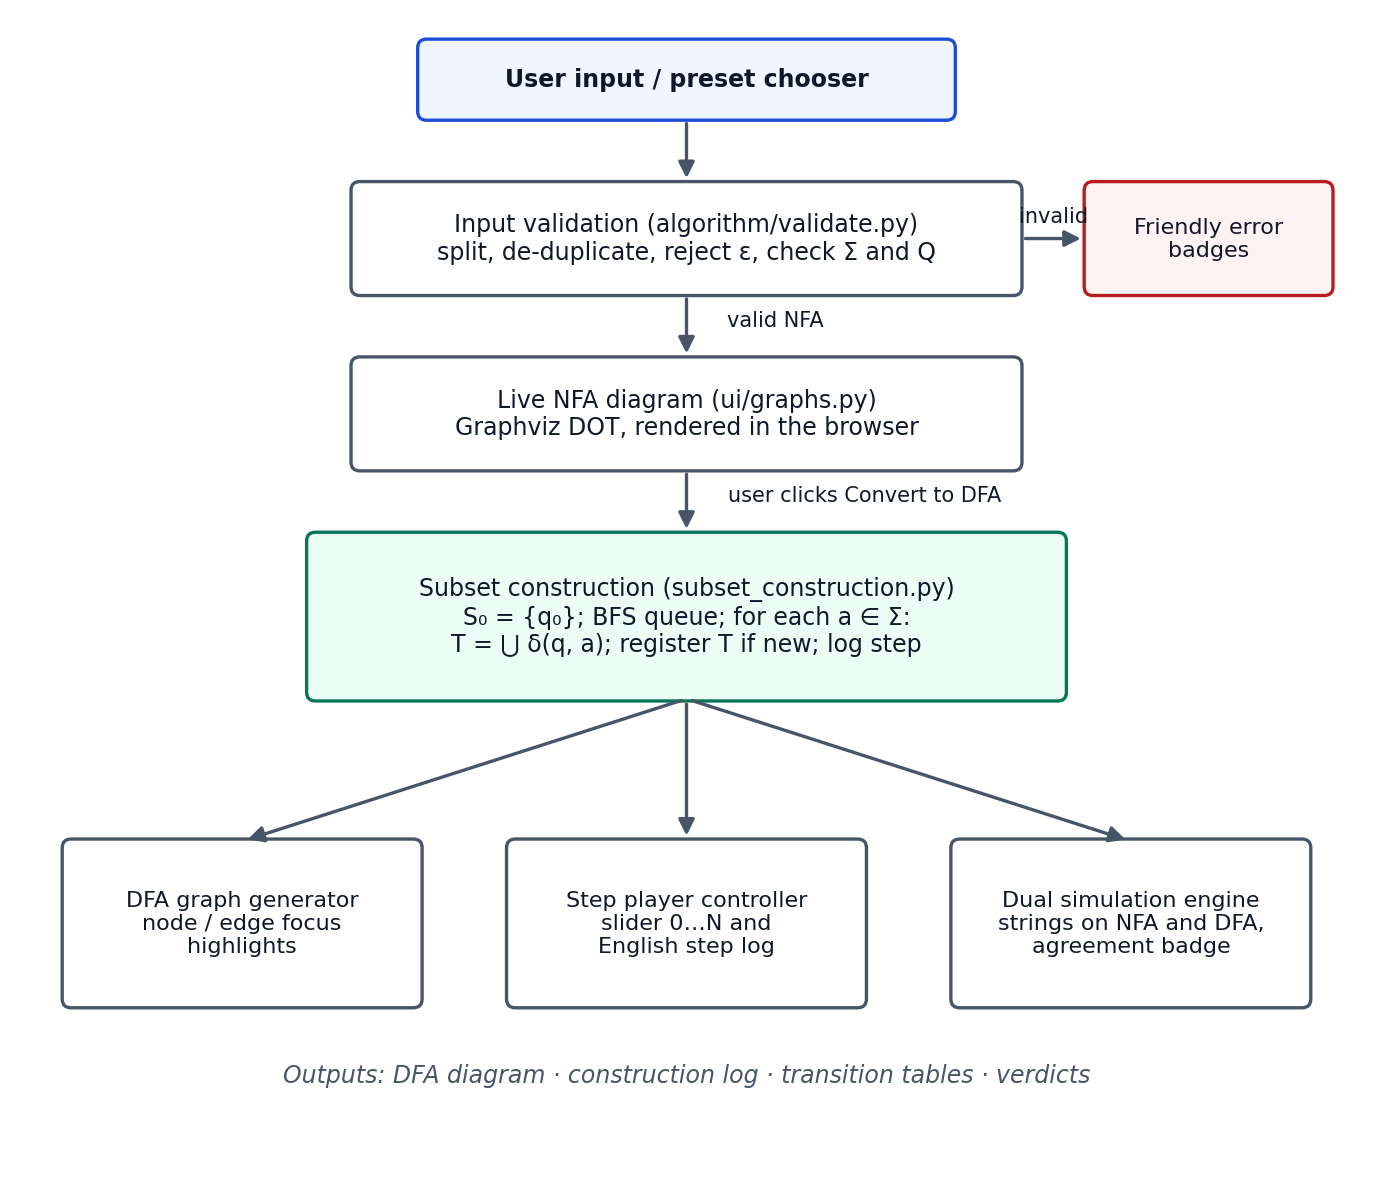 User input / preset chooser
Input validation (algorithm/validate.py)
split, de-duplicate, reject ε, check Σ and Q
invalid
Friendly error
badges
valid NFA
Live NFA diagram (ui/graphs.py)
Graphviz DOT, rendered in the browser
user clicks Convert to DFA
Subset construction (subset_construction.py)
S₀ = {q₀}; BFS queue; for each a ∈ Σ:
T = ⋃ δ(q, a); register T if new; log step
DFA graph generator
node / edge focus
highlights
Step player controller
slider 0…N and
English step log
Dual simulation engine
strings on NFA and DFA,
agreement badge
Outputs: DFA diagram · construction log · transition tables · verdicts